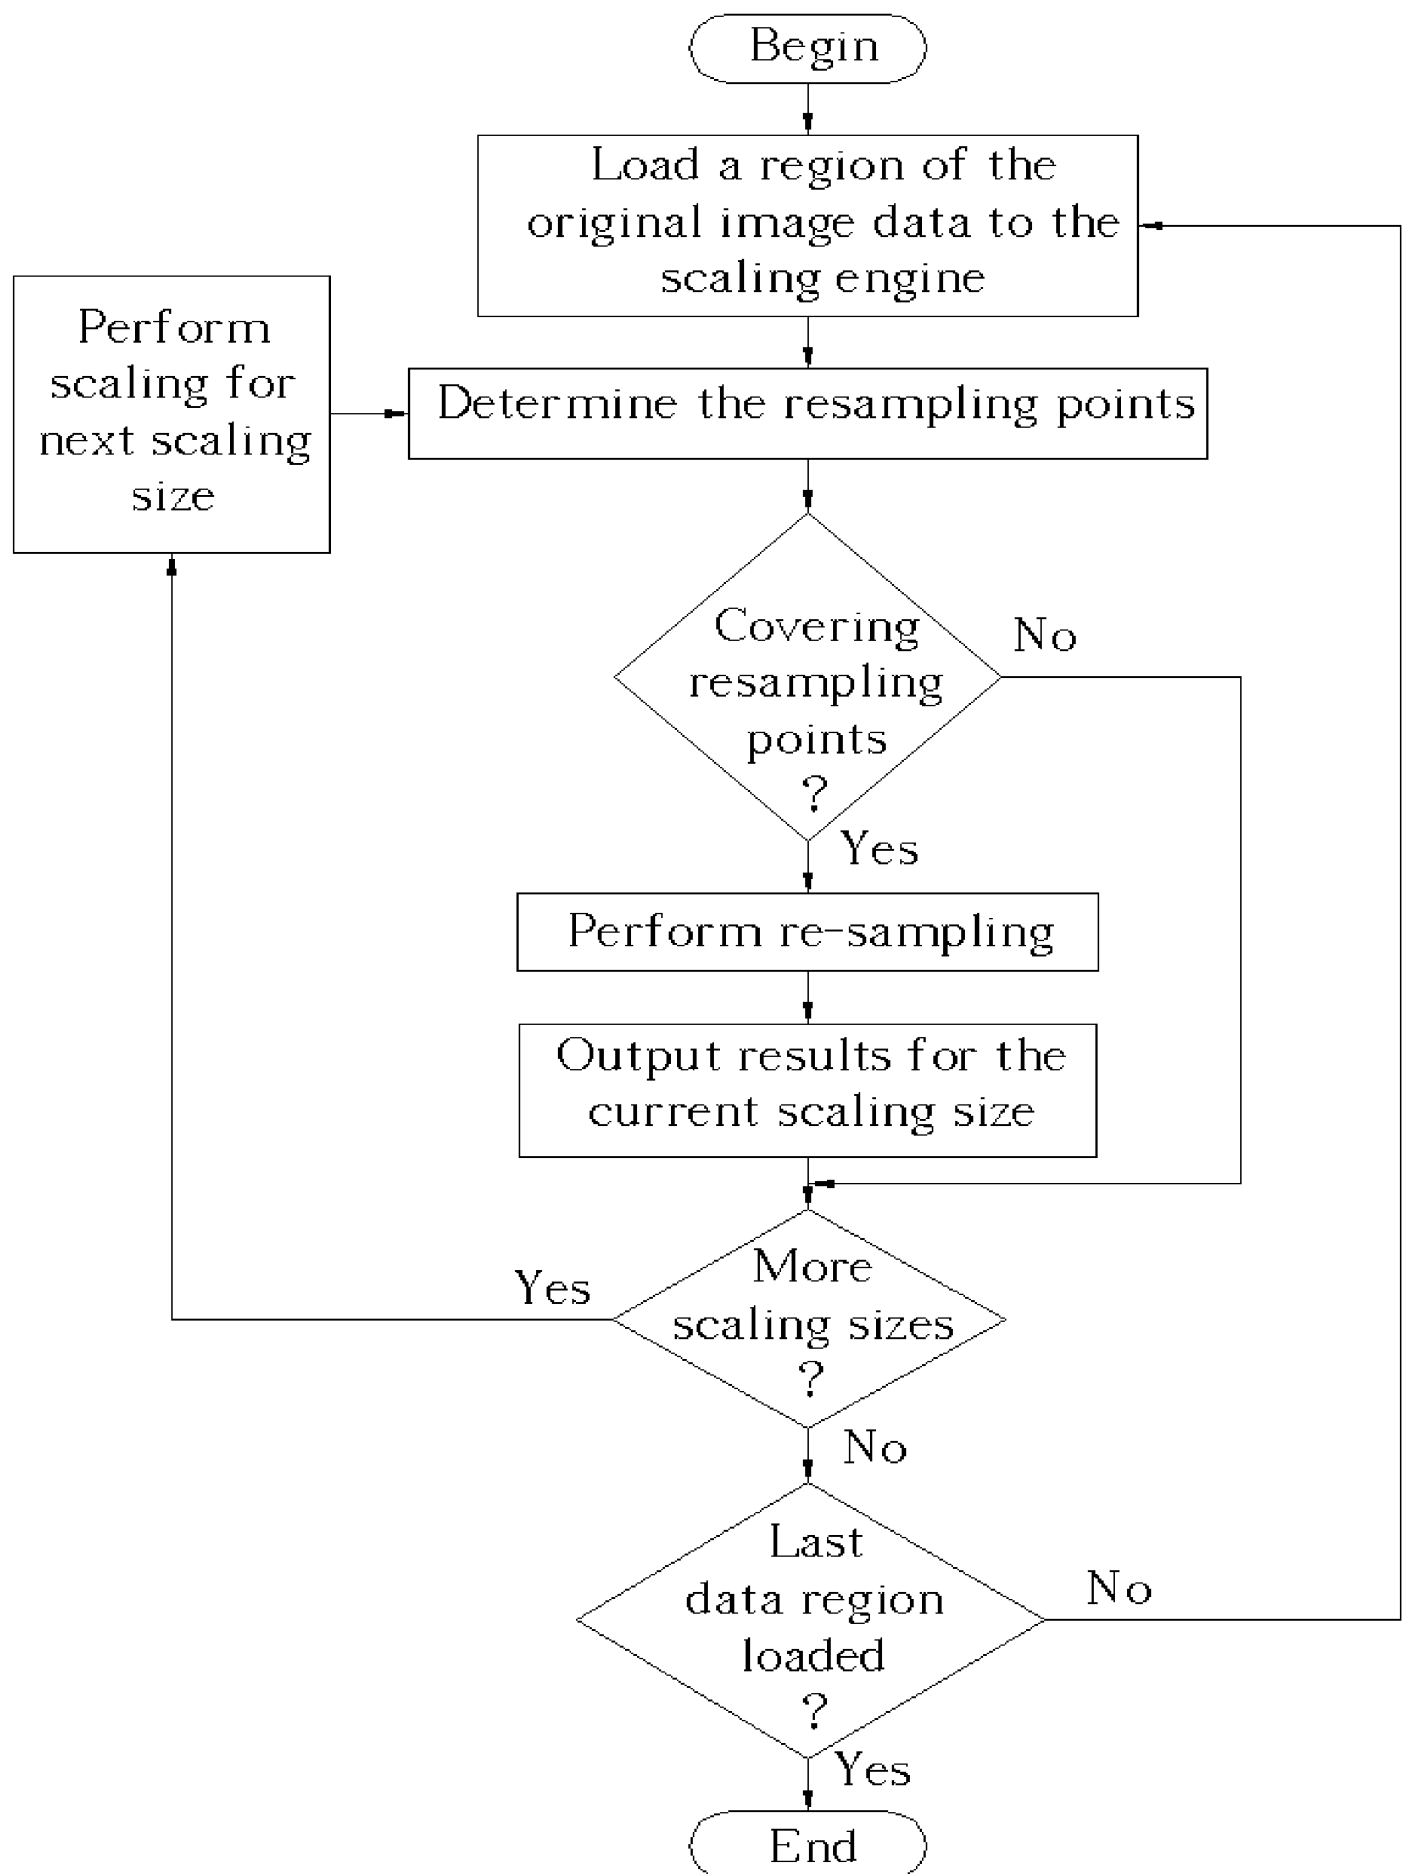 Begin
Load a region of the
original image data to the
scaling engine
Perform
scaling for
next scaling
size
Determine the resampling points
Covering
resampling
points
?
No
Yes
Perform re-sampling
Output results for the
current scaling size
More
scaling sizes
?
Yes
No
Last
data region
loaded
?
No
Yes
End